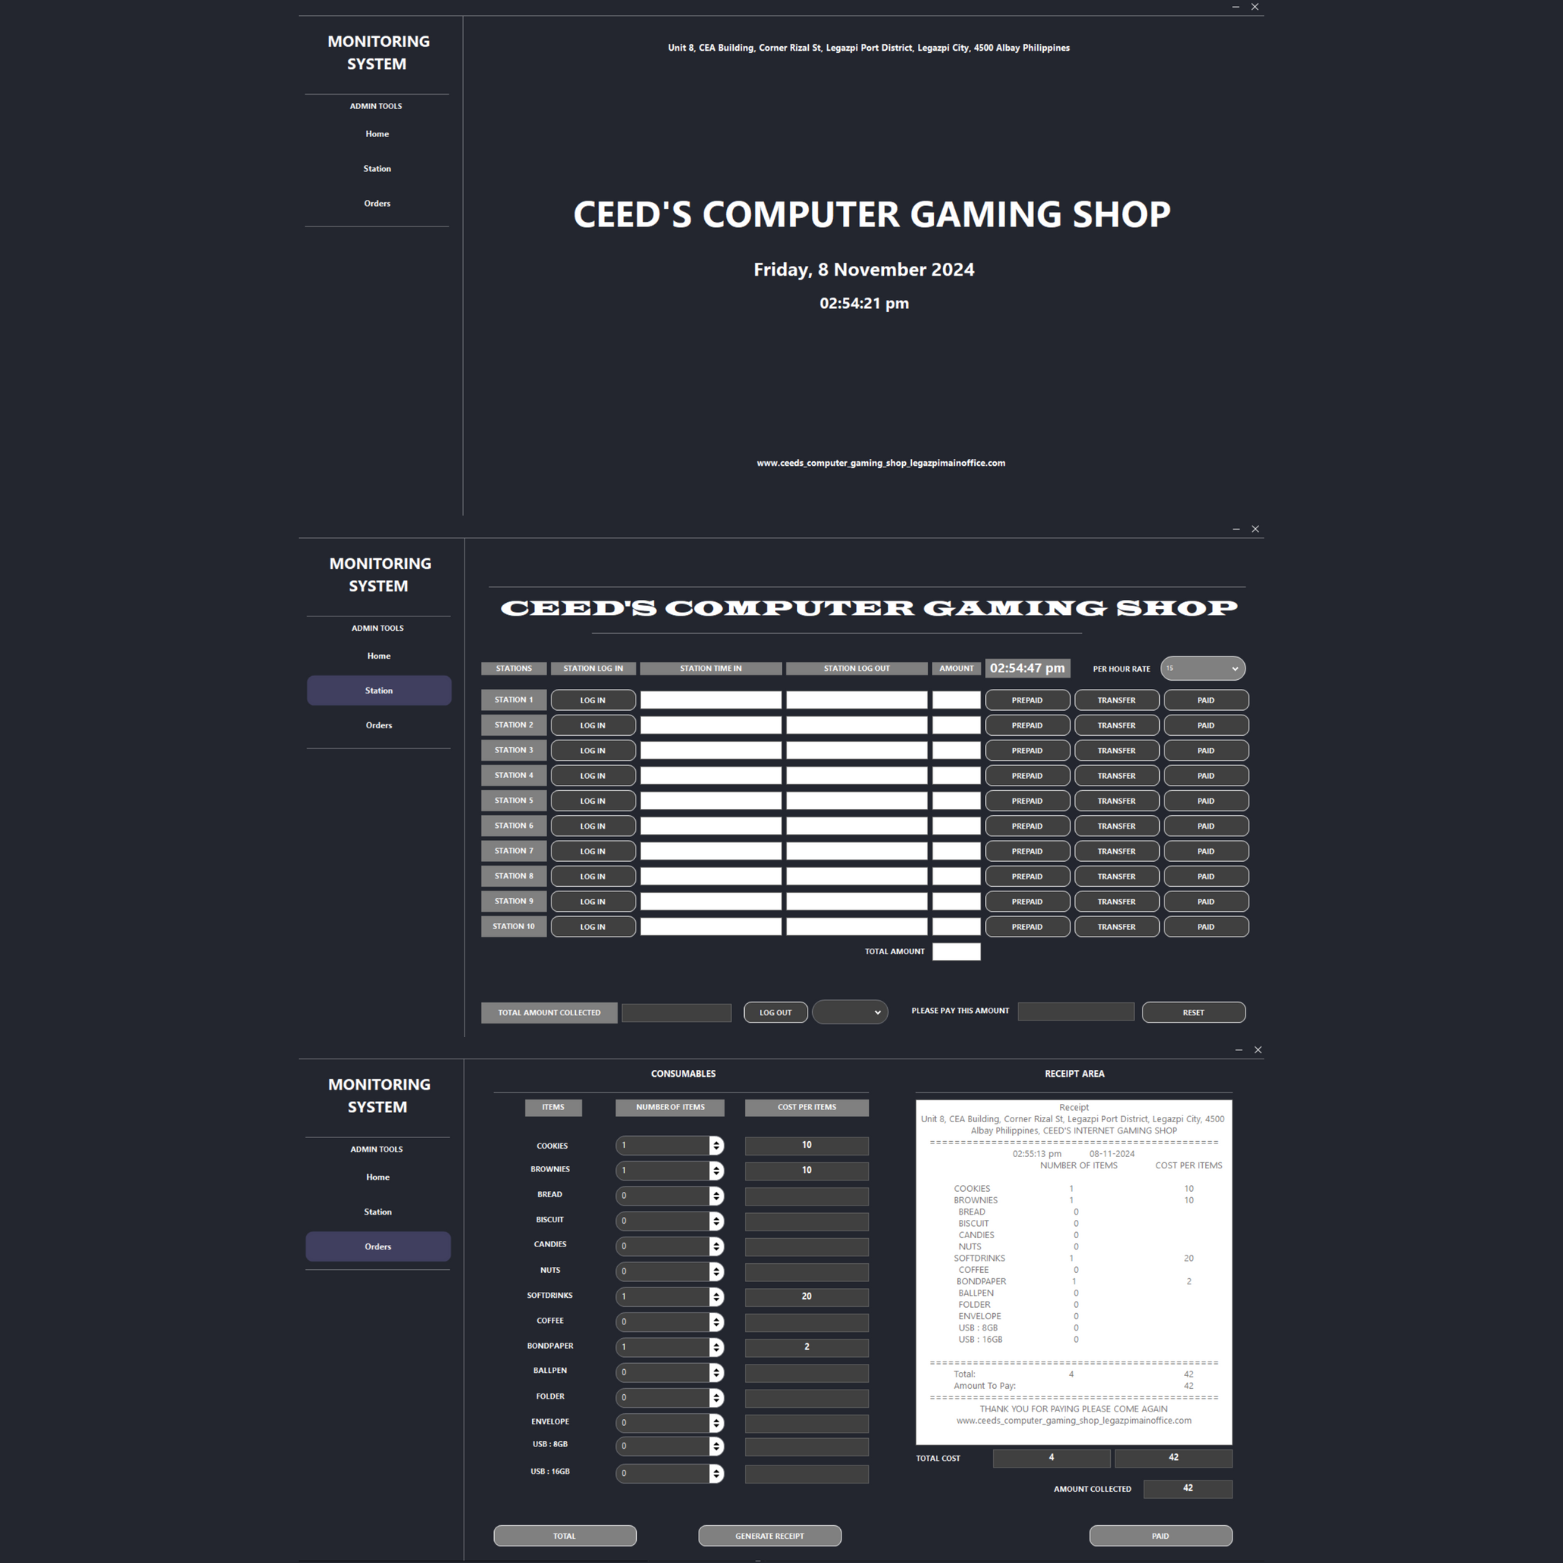 MONITORING
SYSTEM
ADMIN TOOLS
Home
Station
Orders
Unit 8, CEA Building, Corner Rizal St, Legazpi Port District, Legazpi City, 4500 Albay Philippines
CEED'S COMPUTER GAMING SHOP
Friday, 8 November 2024
02:54:21 pm
www.ceeds_computer_gaming_shop_legazpimainoffice.com
MONITORING
SYSTEM
ADMIN TOOLS
Home
Station
Orders
CEED'S COMPUTER GAMING SHOP
STATIONS STATION LOG IN STATION TIME IN STATION LOG OUT AMOUNT 02:54:47 pm PER HOUR RATE 15
STATION 1 LOG IN PREPAID TRANSFER PAID
STATION 2 LOG IN PREPAID TRANSFER PAID
STATION 3 LOG IN PREPAID TRANSFER PAID
STATION 4 LOG IN PREPAID TRANSFER PAID
STATION 5 LOG IN PREPAID TRANSFER PAID
STATION 6 LOG IN PREPAID TRANSFER PAID
STATION 7 LOG IN PREPAID TRANSFER PAID
STATION 8 LOG IN PREPAID TRANSFER PAID
STATION 9 LOG IN PREPAID TRANSFER PAID
STATION 10 LOG IN PREPAID TRANSFER PAID
TOTAL AMOUNT
TOTAL AMOUNT COLLECTED LOG OUT PLEASE PAY THIS AMOUNT RESET
MONITORING
SYSTEM
ADMIN TOOLS
Home
Station
Orders
CONSUMABLES
ITEMS NUMBER OF ITEMS COST PER ITEMS
COOKIES 1 10
BROWNIES 1 10
BREAD 0
BISCUIT 0
CANDIES 0
NUTS 0
SOFTDRINKS 1 20
COFFEE 0
BONDPAPER 1 2
BALLPEN 0
FOLDER 0
ENVELOPE 0
USB : 8GB 0
USB : 16GB 0
TOTAL GENERATE RECEIPT
RECEIPT AREA
Receipt
Unit 8, CEA Building, Corner Rizal St, Legazpi Port District, Legazpi City, 4500
Albay Philippines, CEED'S INTERNET GAMING SHOP
===============================================
02:55:13 pm 08-11-2024
NUMBER OF ITEMS COST PER ITEMS
COOKIES 1 10
BROWNIES 1 10
BREAD 0
BISCUIT 0
CANDIES 0
NUTS 0
SOFTDRINKS 1 20
COFFEE 0
BONDPAPER 1 2
BALLPEN 0
FOLDER 0
ENVELOPE 0
USB : 8GB 0
USB : 16GB 0
===============================================
Total: 4 42
Amount To Pay: 42
===============================================
THANK YOU FOR PAYING PLEASE COME AGAIN
www.ceeds_computer_gaming_shop_legazpimainoffice.com
TOTAL COST 4 42
AMOUNT COLLECTED 42
PAID